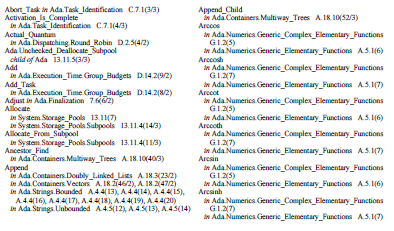 Abort_Task in Ada.Task_Identification C.7.1(3/3)
Activation_Is_Complete
in Ada.Task_Identification C.7.1(4/3)
Actual_Quantum
in Ada.Dispatching.Round_Robin D.2.5(4/2)
Ada.Unchecked_Deallocate_Subpool
child of Ada 13.11.5(3/3)
Add
in Ada.Execution_Time.Group_Budgets D.14.2(9/2)
Add_Task
in Ada.Execution_Time.Group_Budgets D.14.2(8/2)
Adjust in Ada.Finalization 7.6(6/2)
Allocate
in System.Storage_Pools 13.11(7)
in System.Storage_Pools.Subpools 13.11.4(14/3)
Allocate_From_Subpool
in System.Storage_Pools.Subpools 13.11.4(11/3)
Ancestor_Find
in Ada.Containers.Multiway_Trees A.18.10(40/3)
Append
in Ada.Containers.Doubly_Linked_Lists A.18.3(23/2)
in Ada.Containers.Vectors A.18.2(46/2), A.18.2(47/2)
in Ada.Strings.Bounded A.4.4(13), A.4.4(14), A.4.4(15),
A.4.4(16), A.4.4(17), A.4.4(18), A.4.4(19), A.4.4(20)
in Ada.Strings.Unbounded A.4.5(12), A.4.5(13), A.4.5(14)
Append_Child
in Ada.Containers.Multiway_Trees A.18.10(52/3)
Arccos
in Ada.Numerics.Generic_Complex_Elementary_Functions
G.1.2(5)
in Ada.Numerics.Generic_Elementary_Functions A.5.1(6)
Arccosh
in Ada.Numerics.Generic_Complex_Elementary_Functions
G.1.2(7)
in Ada.Numerics.Generic_Elementary_Functions A.5.1(7)
Arccot
in Ada.Numerics.Generic_Complex_Elementary_Functions
G.1.2(5)
in Ada.Numerics.Generic_Elementary_Functions A.5.1(6)
Arccoth
in Ada.Numerics.Generic_Complex_Elementary_Functions
G.1.2(7)
in Ada.Numerics.Generic_Elementary_Functions A.5.1(7)
Arcsin
in Ada.Numerics.Generic_Complex_Elementary_Functions
G.1.2(5)
in Ada.Numerics.Generic_Elementary_Functions A.5.1(6)
Arcsinh
in Ada.Numerics.Generic_Complex_Elementary_Functions
G.1.2(7)
in Ada.Numerics.Generic_Elementary_Functions A.5.1(7)